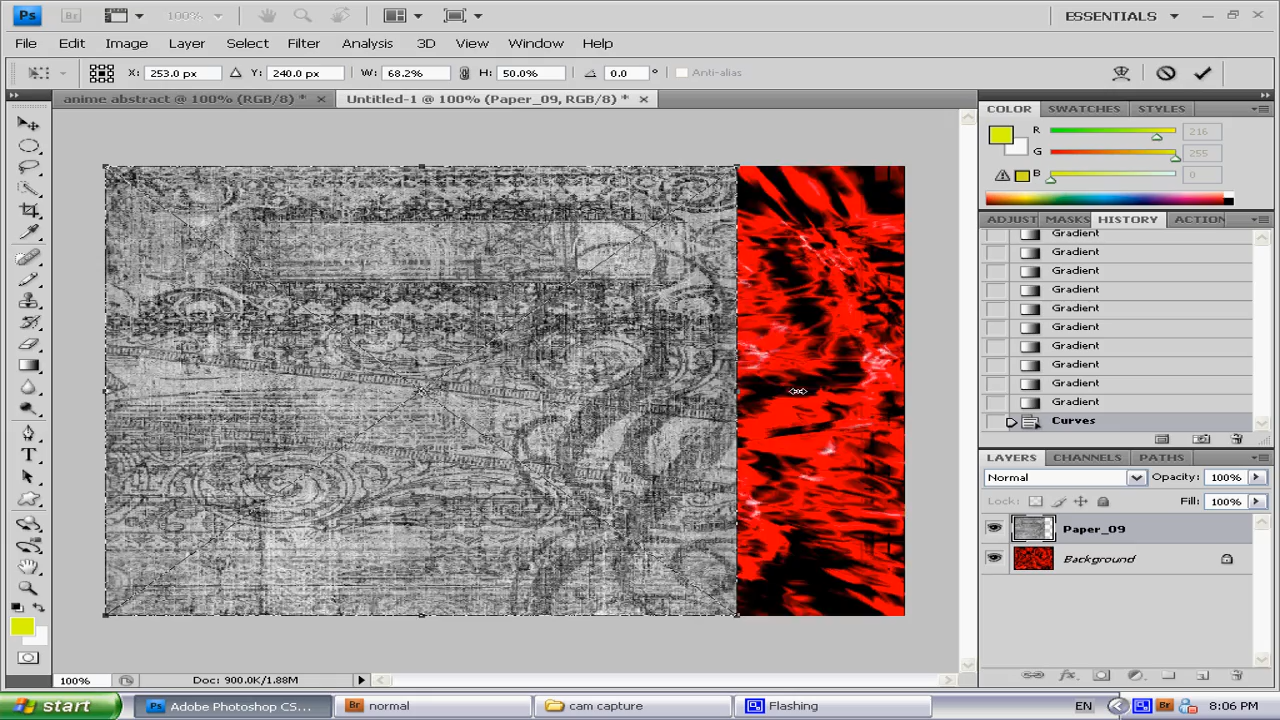 Ps Br 100% ESSENTIALS
File Edit Image Layer Select Filter Analysis 3D View Window Help
X: 253.0 px Y: 240.0 px W: 68.2% H: 50.0% 0.0 ° Anti-alias
anime abstract @ 100% (RGB/8) * Untitled-1 @ 100% (Paper_09, RGB/8) *
COLOR SWATCHES STYLES
R 216
G 255
B 0
ADJUST MASKS HISTORY ACTION
Gradient
Gradient
Gradient
Gradient
Gradient
Gradient
Gradient
Gradient
Gradient
Gradient
Curves
LAYERS CHANNELS PATHS
Normal Opacity: 100%
Lock: Fill: 100%
Paper_09
Background
100% Doc: 900.0K/1.88M
start Ps Adobe Photoshop CS... Br normal cam capture Flashing EN Br 8:06 PM